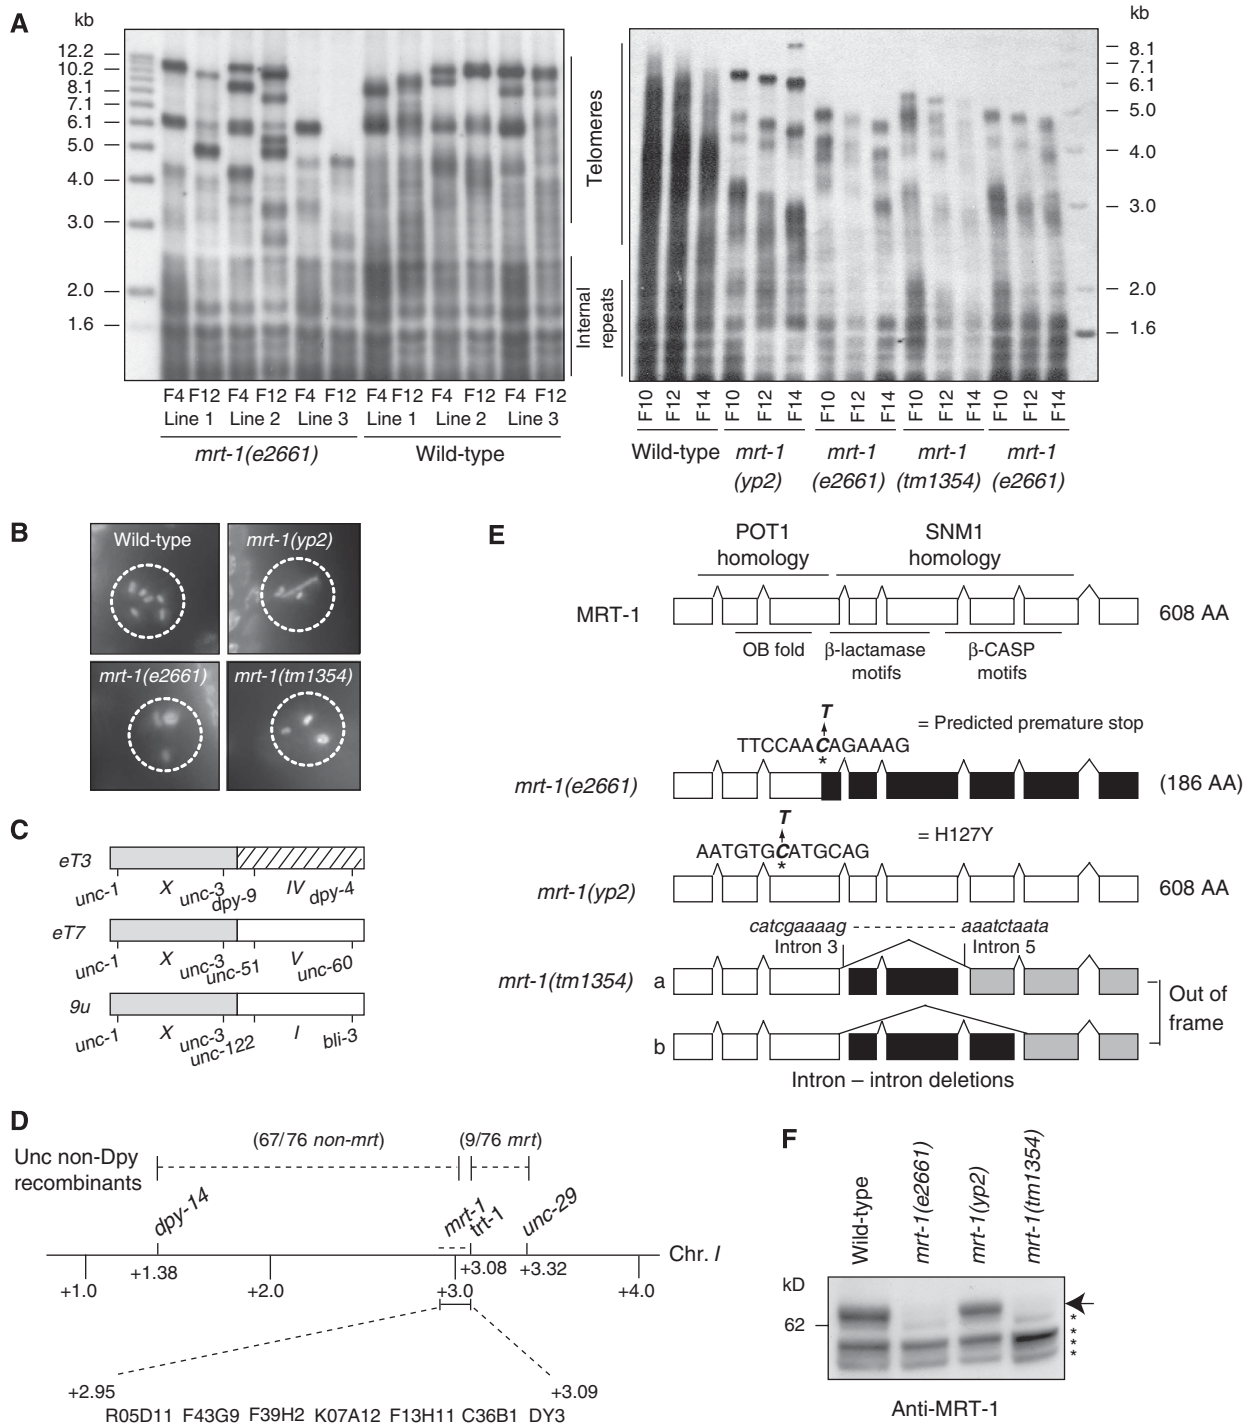 A
kb
12.2
10.2
8.1
7.1
6.1
5.0
4.0
3.0
2.0
1.6
F4 F12 F4 F12 F4 F12 F4 F12 F4 F12 F4 F12
Line 1 Line 2 Line 3 Line 1 Line 2 Line 3
mrt-1(e2661) Wild-type
Telomeres
Internal repeats
kb
8.1
7.1
6.1
5.0
4.0
3.0
2.0
1.6
F10 F12 F14 F10 F12 F14 F10 F12 F14 F10 F12 F14 F10 F12 F14
Wild-type mrt-1 mrt-1 mrt-1 mrt-1
(yp2) (e2661) (tm1354) (e2661)
B
Wild-type mrt-1(yp2)
mrt-1(e2661) mrt-1(tm1354)
C
eT3
unc-1 X unc-3 dpy-9 IV dpy-4
eT7
unc-1 X unc-3 unc-51 V unc-60
9u
unc-1 X unc-3 unc-122 I bli-3
D
(67/76 non-mrt) (9/76 mrt)
Unc non-Dpy
recombinants
dpy-14 mrt-1 trt-1 unc-29
Chr. I
+1.38 +3.08 +3.32
+1.0 +2.0 +3.0 +4.0
+2.95 +3.09
R05D11 F43G9 F39H2 K07A12 F13H11 C36B1 DY3
E
POT1 SNM1
homology homology
MRT-1 608 AA
OB fold β-lactamase β-CASP
motifs motifs
T
= Predicted premature stop
TTCCAACAGAAAG
*
mrt-1(e2661) (186 AA)
T
= H127Y
AATGTGCATGCAG
*
mrt-1(yp2) 608 AA
catcgaaaag - - - - - - - - - - - aaatctaata
Intron 3 Intron 5
mrt-1(tm1354) a
Out of
frame
b
Intron – intron deletions
F
Wild-type mrt-1(e2661) mrt-1(yp2) mrt-1(tm1354)
kD
62
*
*
*
*
Anti-MRT-1